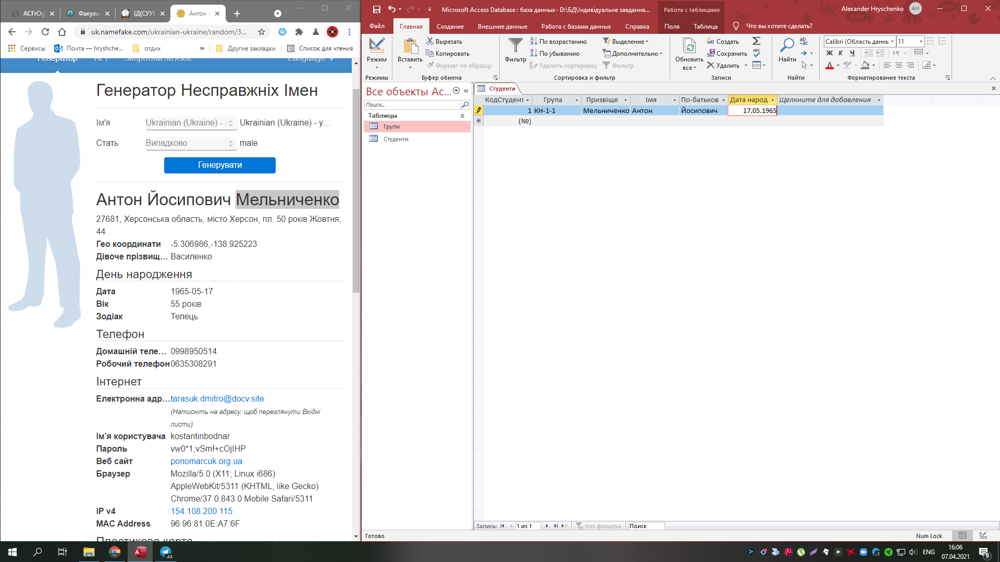 ACFrOg
Факуль
ІД(СУУЕ
Антон Й
uk.namefake.com/ukrainian-ukraine/random/3...
Сервисы
Почта — hryshche...
отдих
»
Другие закладки
Список для чтения
Генератор
API
Зворотній зв'язок
Language
Генератор Несправжніх Імен
Ім'я
Ukrainian (Ukraine) -
Ukrainian (Ukraine) - у...
Стать
Випадково
male
Генерувати
Антон Йосипович Мельниченко
27681, Херсонська область, місто Херсон, пл. 50 років Жовтня,
44
Гео координати -5.306986,-138.925223
Дівоче прізвищ... Василенко
День народження
Дата 1965-05-17
Вік 55 років
Зодіак Телець
Телефон
Домашній теле... 0998950514
Робочий телефон 0635308291
Інтернет
Електронна адр... tarasuk.dmitro@docv.site
(Натисніть на адресу, щоб переглянути Вхідні
листи)
Ім'я користувача kostantinbodnar
Пароль vw0*1;vSm!+cOjIHP
Веб сайт ponomarcuk.org.ua
Браузер Mozilla/5.0 (X11; Linux i686)
AppleWebKit/5311 (KHTML, like Gecko)
Chrome/37.0.843.0 Mobile Safari/5311
IP v4 154.108.200.115
MAC Address 96:96:81:0E:A7:6F
Пластикова карта
Microsoft Access Database : база данных- D:\БД\Індивідуальне завдання...
Работа с таблицами
Alexander Hryschenko
AH
Файл
Главная
Создание
Внешние данные
Работа с базами данных
Справка
Поля
Таблица
Что вы хотите сделать?
Режим
Режимы
Вставить
Вырезать
Копировать
Формат по образцу
Буфер обмена
Фильтр
По возрастанию
По убыванию
Удалить сортировку
Выделение
Дополнительно
Фильтр
Сортировка и фильтр
Обновить
все
Создать
Сохранить
Удалить
Записи
Найти
Найти
Calibri (Область даннь
11
Ж К Ч
Форматирование текста
Все объекты Ac...
Поиск...
Таблицы
Групи
Студенти
Студенти
КодСтудент
Група
Призвіще
Імя
По-батьков
Дата народ
Щелкните для добавления
1 КН-1-1 Мельниченко Антон Йосипович 17.05.1965
(№)
Запись:
1 из 1
Нет фильтра
Поиск
Готово
Num Lock
43
ENG
16:06
07.04.2021
9